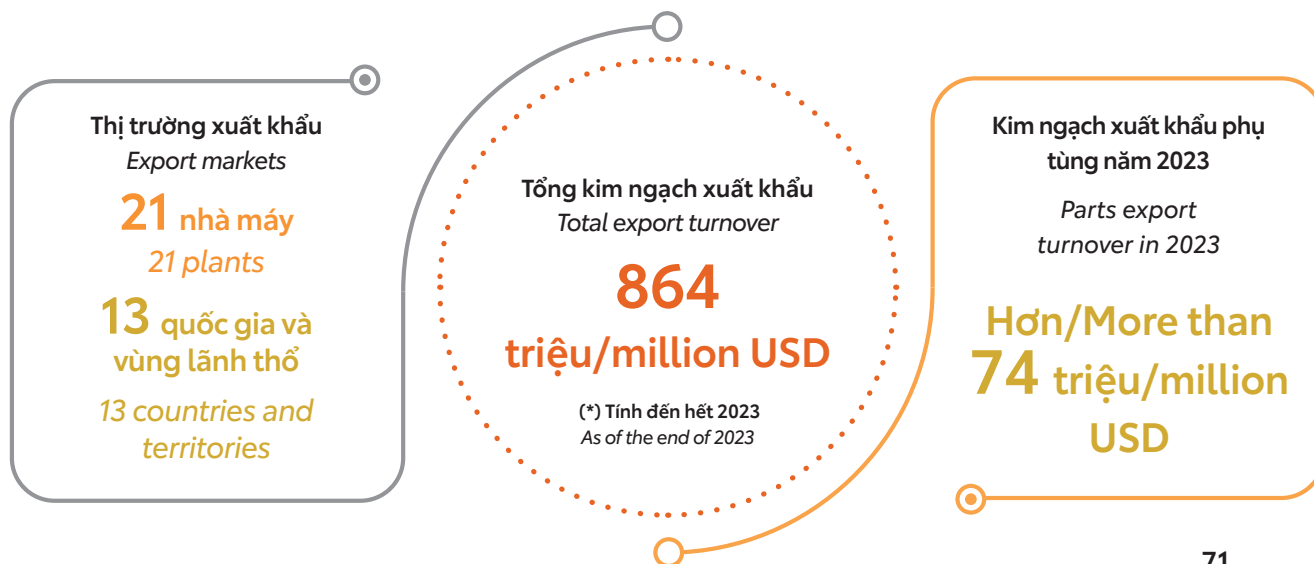 Thị trường xuất khẩu
Export markets
21 nhà máy
21 plants
13 quốc gia và
vùng lãnh thổ
13 countries and
territories
Tổng kim ngạch xuất khẩu
Total export turnover
864
triệu/million USD
(*) Tính đến hết 2023
As of the end of 2023
Kim ngạch xuất khẩu phụ
tùng năm 2023
Parts export
turnover in 2023
Hơn/More than
74 triệu/million
USD
71